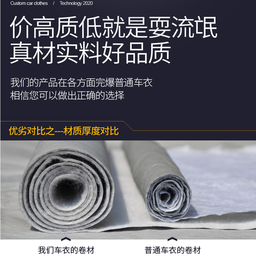 Custom car clothes / Technology 2020
价高质低就是耍流氓
真材实料好品质
我们的产品在各方面完爆普通车衣
相信您可以做出正确的选择
优劣对比之---材质厚度对比
我们车衣的卷材 普通车衣的卷材